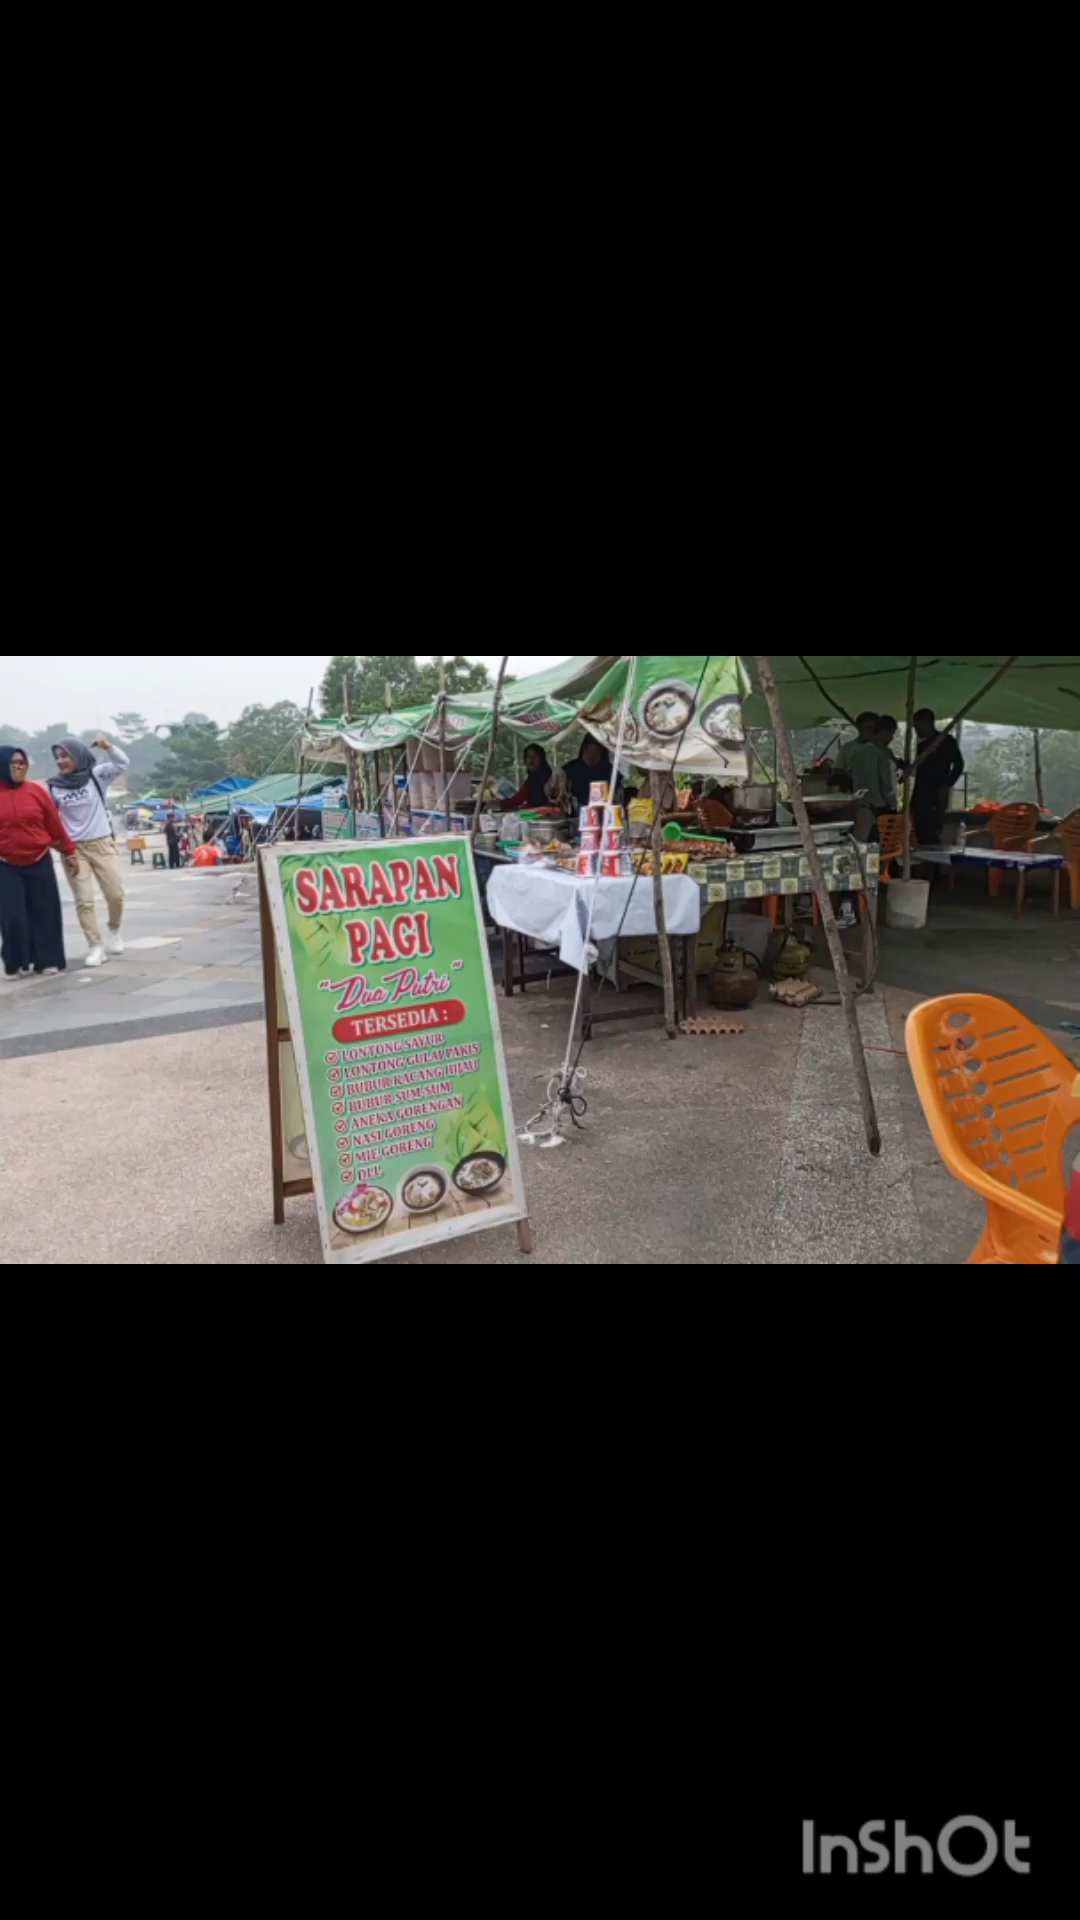 SARAPAN
PAGI
"Dua Putri"
TERSEDIA :
LONTONG SAYUR
LONTONG GULAI PAKIS
BUBUR KACANG HIJAU
BUBUR SUM SUM
ANEKA GORENGAN
NASI GORENG
MIE GORENG
DLL
InShOt